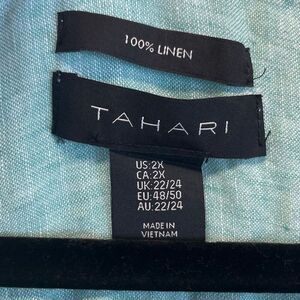 100% LINEN
TAHARI
US:2X
CA:2X
UK:22/24
EU:48/50
AU:22/24
MADE IN
VIETNAM